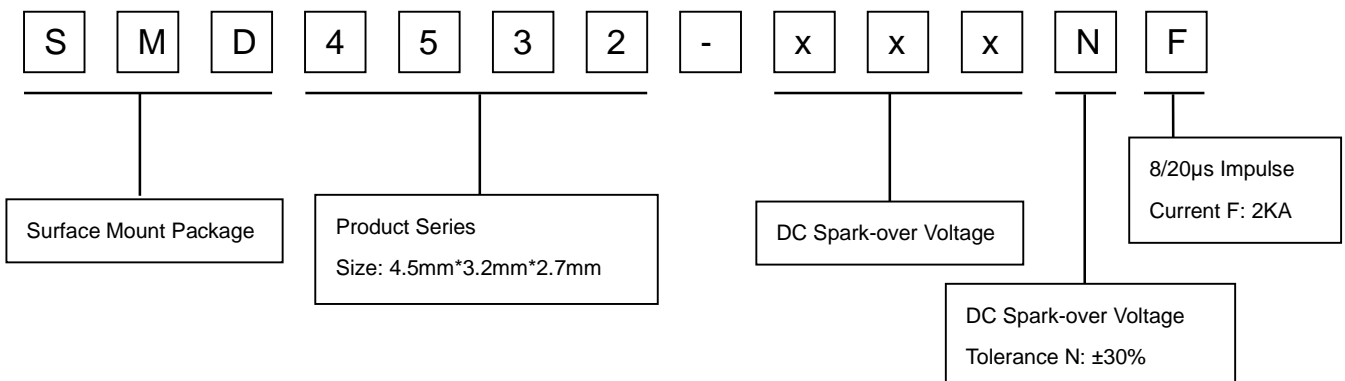 S M D 4 5 3 2 - x x x N F
Surface Mount Package
Product Series
Size: 4.5mm*3.2mm*2.7mm
DC Spark-over Voltage
8/20μs Impulse
Current F: 2KA
DC Spark-over Voltage
Tolerance N: ±30%